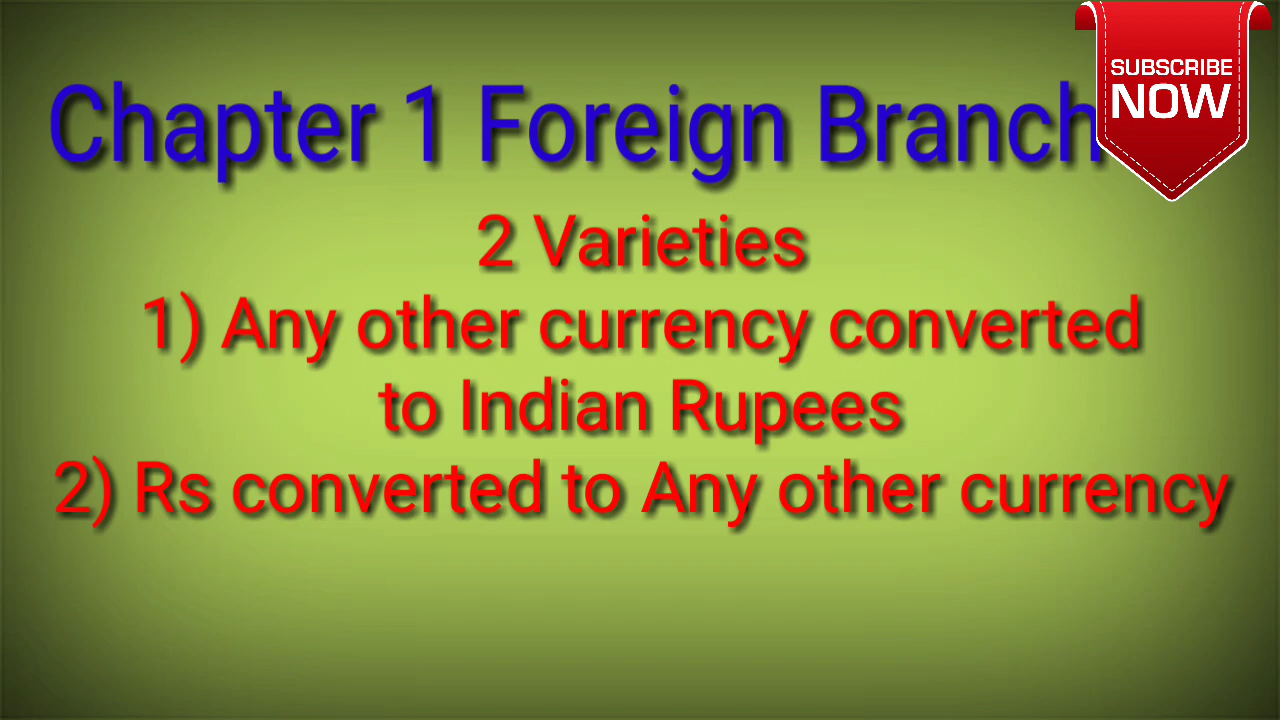 Chapter 1 Foreign Branch
SUBSCRIBE
NOW
2 Varieties
1) Any other currency converted
to Indian Rupees
2) Rs converted to Any other currency